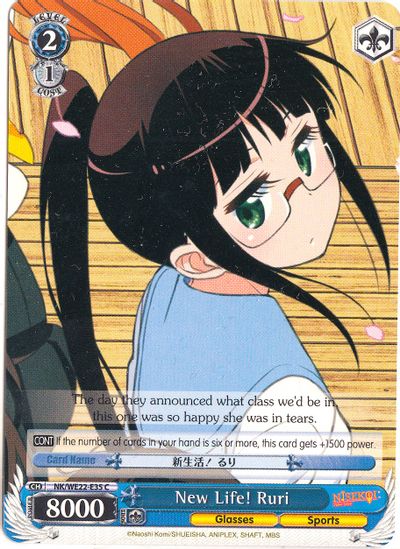 LEVEL
2
1
COST
The day they announced what class we'd be in,
this one was so happy she was in tears.
CONT If the number of cards in your hand is six or more, this card gets +1500 power.
Card Name
新生活! るり
CH NK/WE22-E35 C
New Life! Ruri
NISEKOI:
POWER
8000
Glasses
Sports
©Naoshi Komi/SHUEISHA, ANIPLEX, SHAFT, MBS